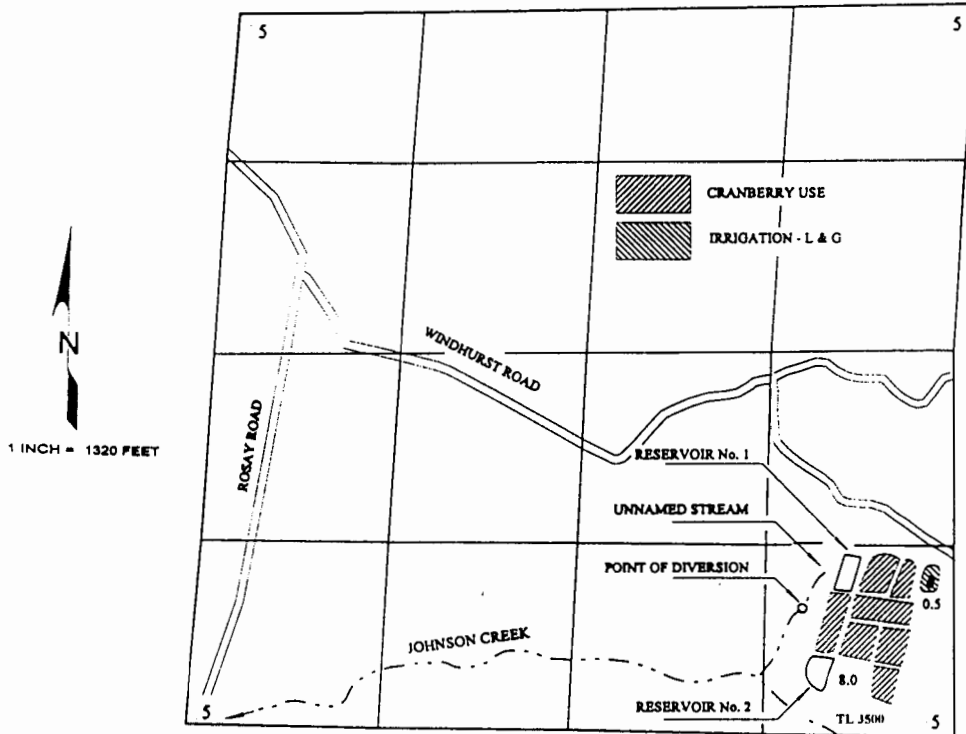 5
5
CRANBERRY USE
IRRIGATION - L & G
N
1 INCH = 1320 FEET
WINDHURST ROAD
ROSAY ROAD
RESERVOIR No. 1
UNNAMED STREAM
POINT OF DIVERSION
0.5
JOHNSON CREEK
8.0
RESERVOIR No. 2
TL 3500
5
5